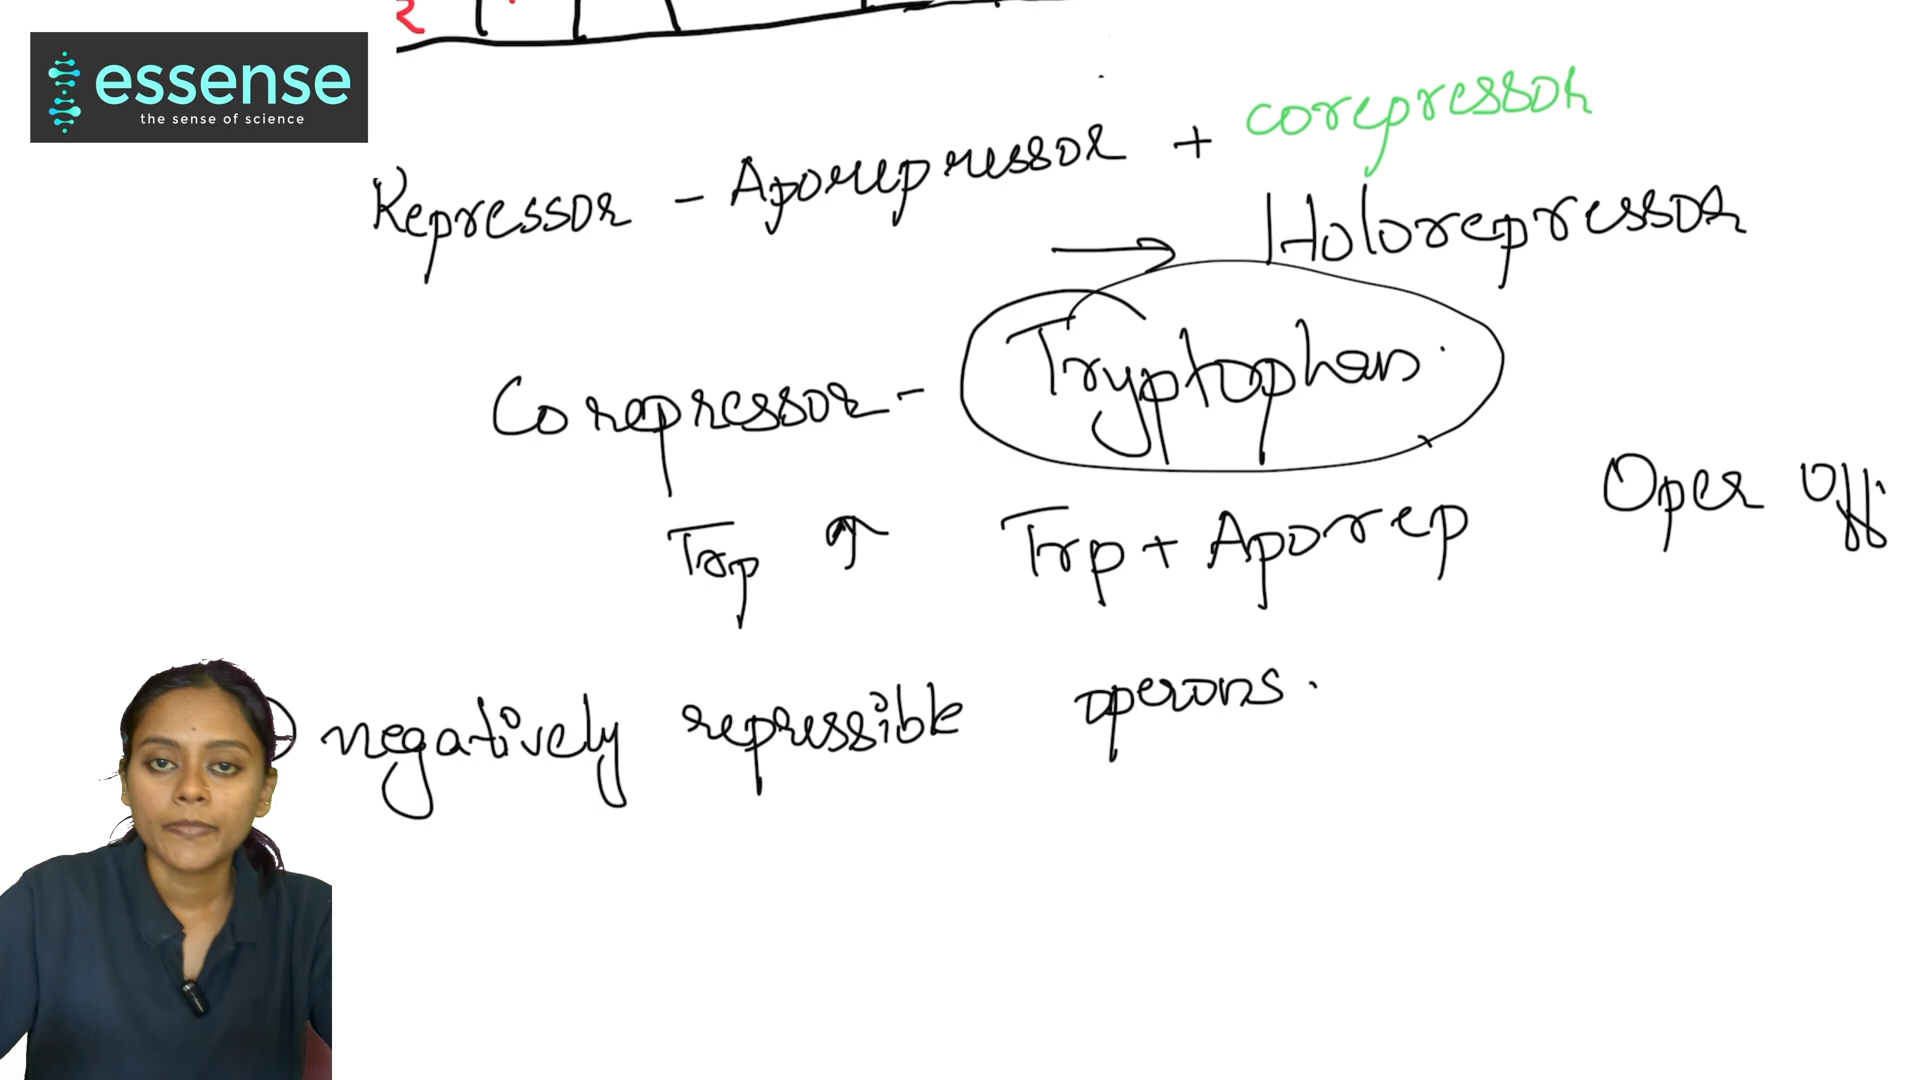 essense
the sense of science
Repressor - Aporepressor + corepressor
→ Holorepressor
Corepressor - Tryptophan.
Trp ↑ Trp + Aporep Oper Off.
negatively repressible operons.